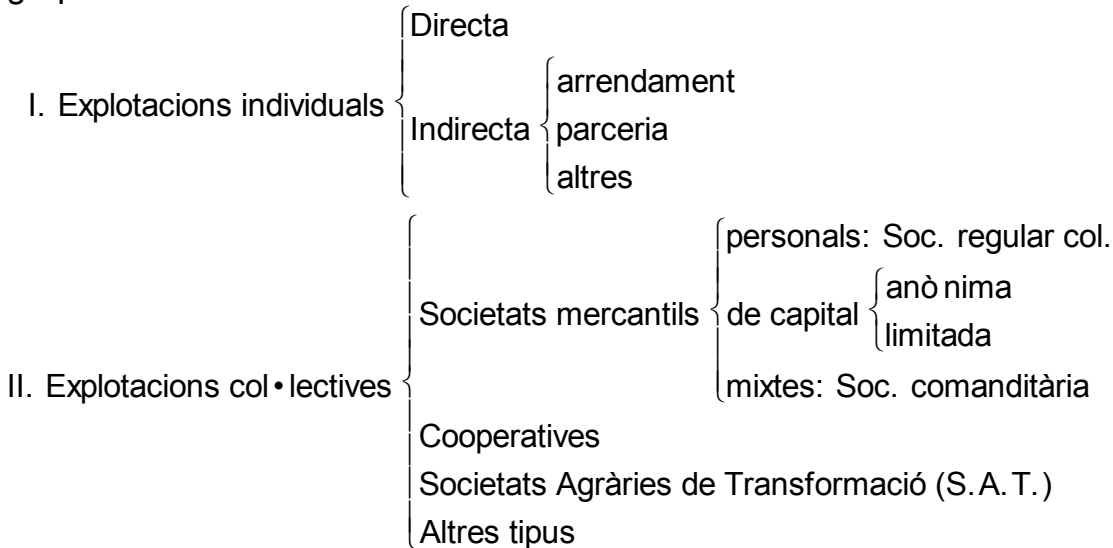 Directa
I. Explotacions individuals
Indirecta
arrendament
parceria
altres
II. Explotacions col•lectives
Societats mercantils
personals: Soc. regular col.
de capital
anònima
limitada
mixtes: Soc. comanditària
Cooperatives
Societats Agràries de Transformació (S.A.T.)
Altres tipus